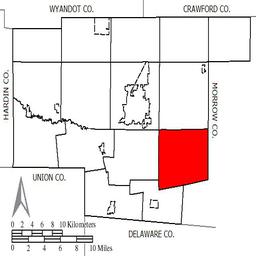 WYANDOT CO.
CRAWFORD CO.
HARDIN CO.
MORROW CO.
UNION CO.
0 2 4 6 8 10 Kilometers
0 2 4 6 8 10 Miles
DELAWARE CO.